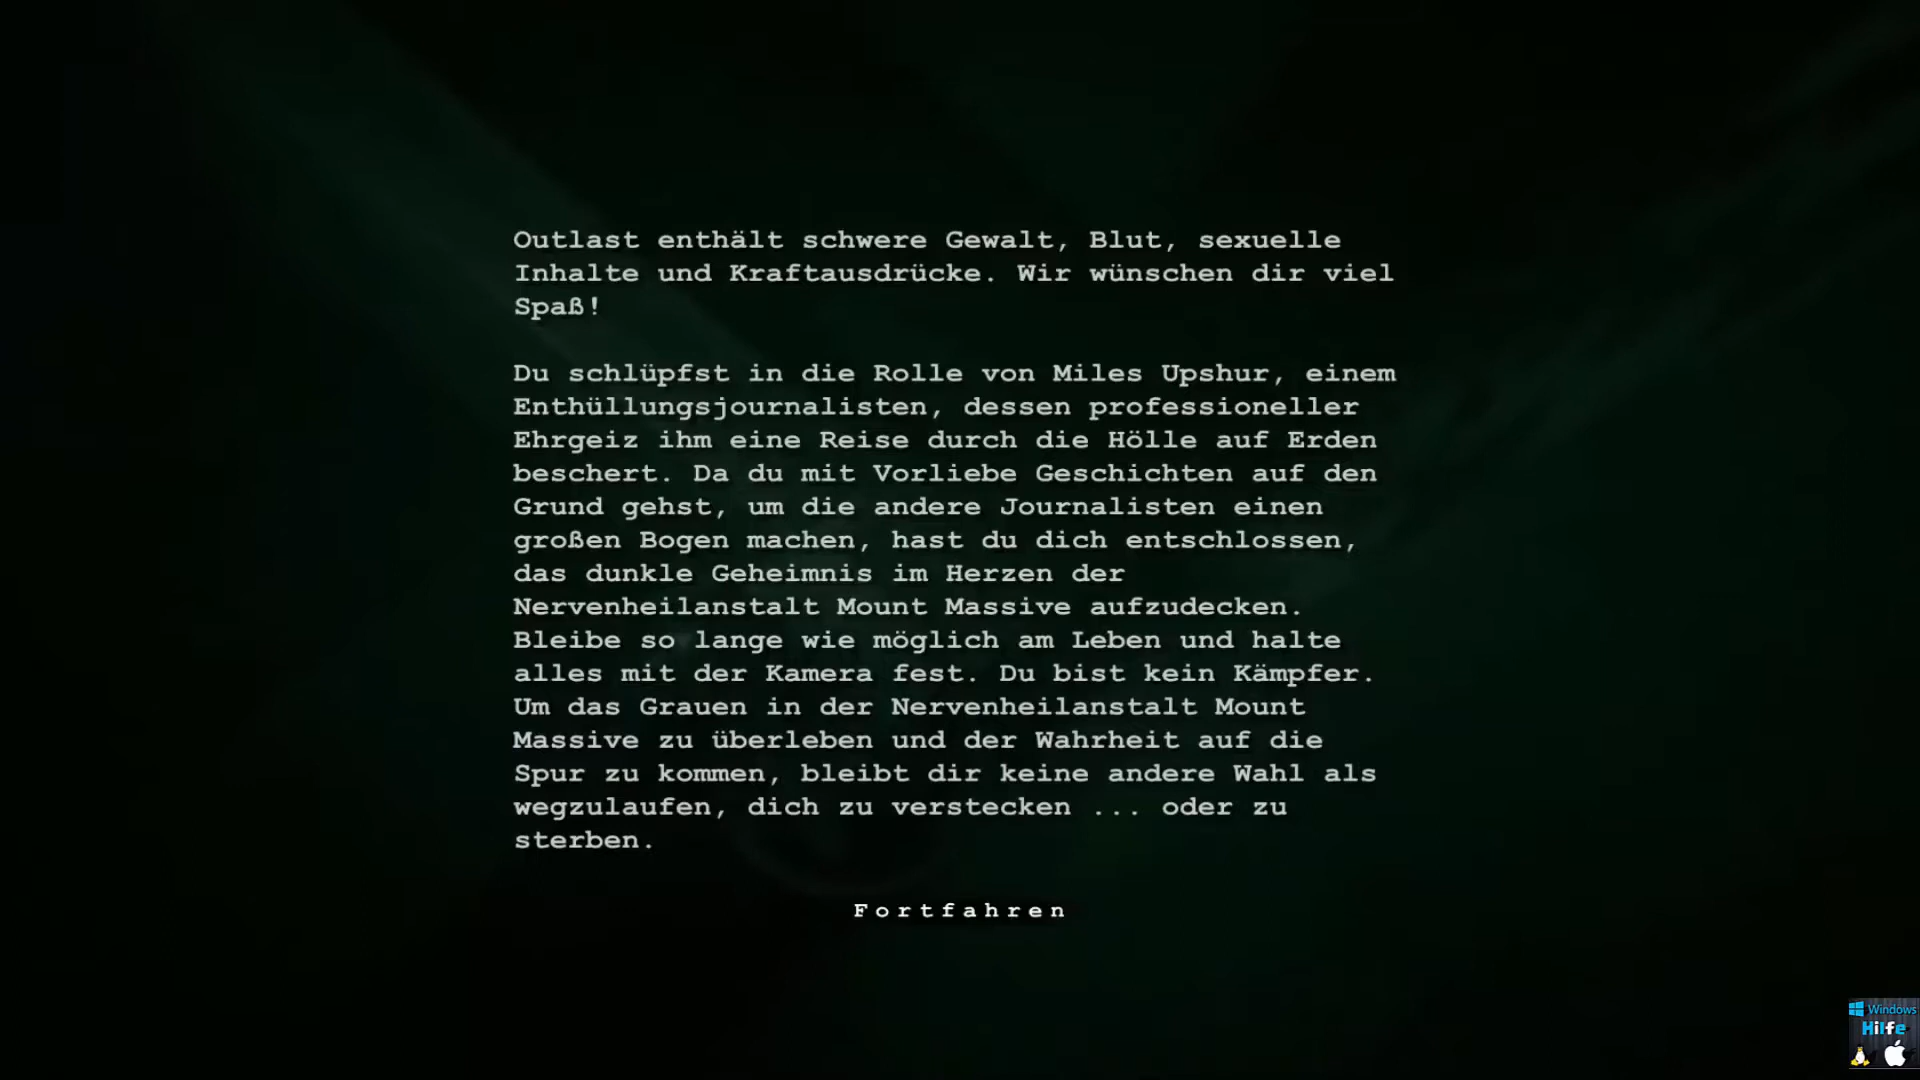 Outlast enthält schwere Gewalt, Blut, sexuelle
Inhalte und Kraftausdrücke. Wir wünschen dir viel
Spaß!
Du schlüpfst in die Rolle von Miles Upshur, einem
Enthüllungsjournalisten, dessen professioneller
Ehrgeiz ihm eine Reise durch die Hölle auf Erden
beschert. Da du mit Vorliebe Geschichten auf den
Grund gehst, um die andere Journalisten einen
großen Bogen machen, hast du dich entschlossen,
das dunkle Geheimnis im Herzen der
Nervenheilanstalt Mount Massive aufzudecken.
Bleibe so lange wie möglich am Leben und halte
alles mit der Kamera fest. Du bist kein Kämpfer.
Um das Grauen in der Nervenheilanstalt Mount
Massive zu überleben und der Wahrheit auf die
Spur zu kommen, bleibt dir keine andere Wahl als
wegzulaufen, dich zu verstecken ... oder zu
sterben.
Fortfahren
Windows
Hilfe